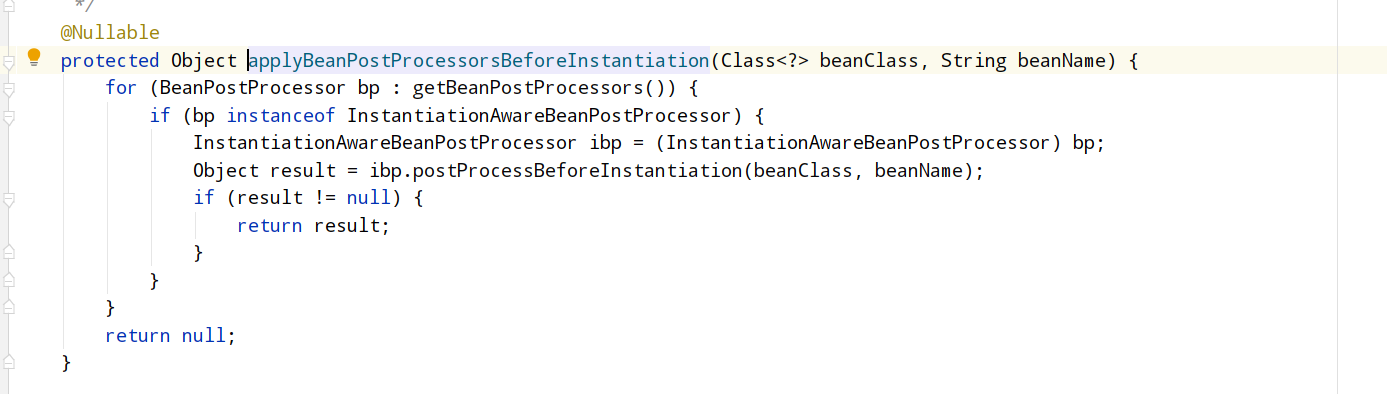 */
@Nullable
protected Object applyBeanPostProcessorsBeforeInstantiation(Class<?> beanClass, String beanName) {
for (BeanPostProcessor bp : getBeanPostProcessors()) {
if (bp instanceof InstantiationAwareBeanPostProcessor) {
InstantiationAwareBeanPostProcessor ibp = (InstantiationAwareBeanPostProcessor) bp;
Object result = ibp.postProcessBeforeInstantiation(beanClass, beanName);
if (result != null) {
return result;
}
}
}
return null;
}